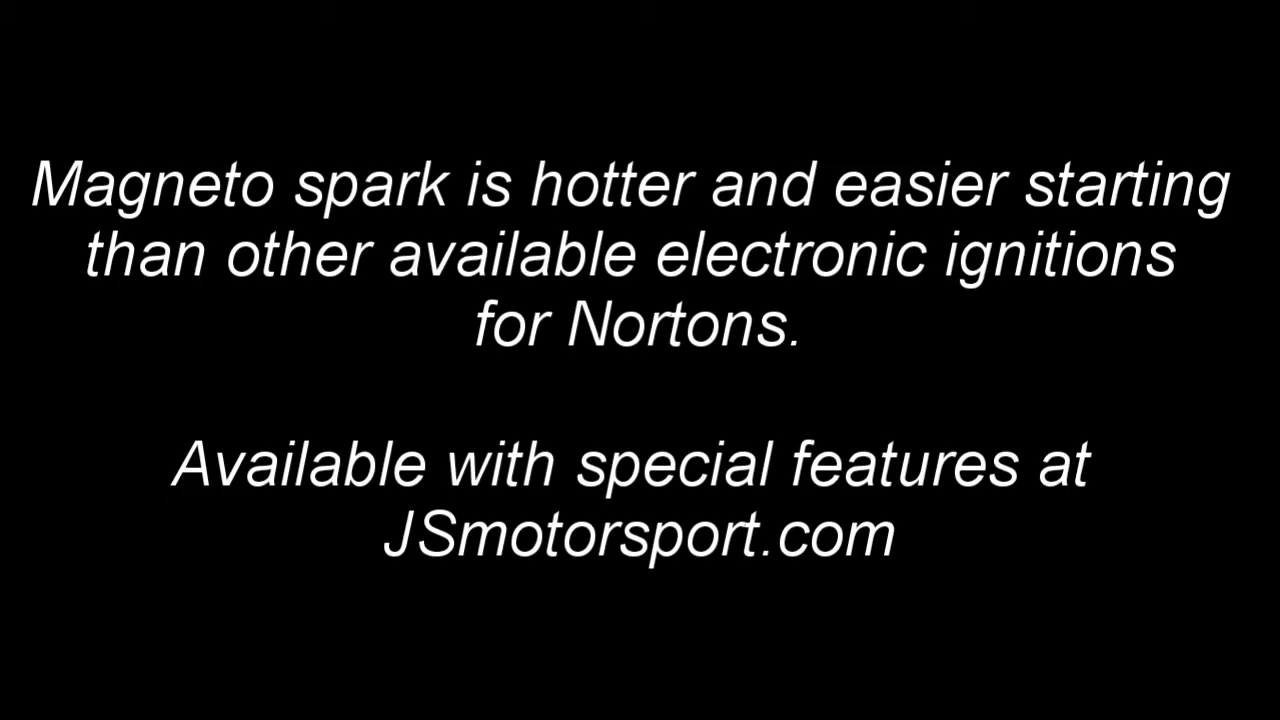 Magneto spark is hotter and easier starting
than other available electronic ignitions
for Nortons.
Available with special features at
JSmotorsport.com